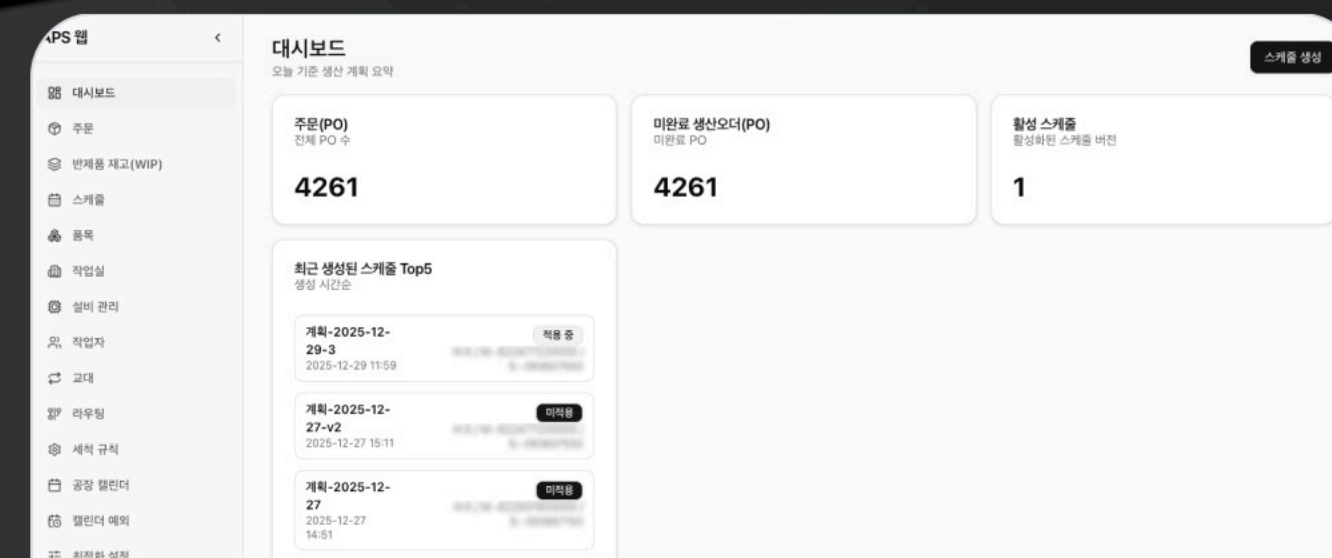 APS 웹
대시보드
주문
반제품 재고(WIP)
스케줄
품목
작업실
설비 관리
작업자
교대
라우팅
세척 규칙
공장 캘린더
캘린더 예외
최적화 설정
대시보드
오늘 기준 생산 계획 요약
스케줄 생성
주문(PO)
전체 PO 수
4261
미완료 생산오더(PO)
미완료 PO
4261
활성 스케줄
활성화된 스케줄 버전
1
최근 생성된 스케줄 Top5
생성 시간순
계획-2025-12-
29-3
2025-12-29 11:59
적용 중
계획-2025-12-
27-v2
2025-12-27 15:11
미적용
계획-2025-12-
27
2025-12-27
14:51
미적용